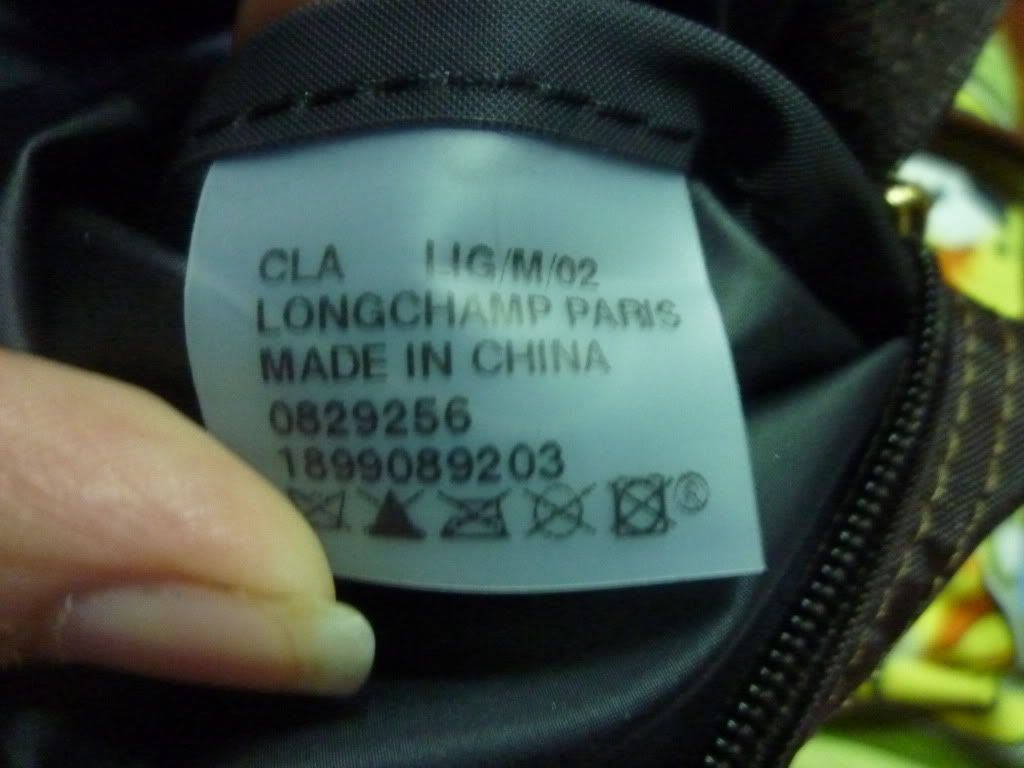 CLA LIG/M/02
LONGCHAMP PARIS
MADE IN CHINA
0829256
1899089203
®